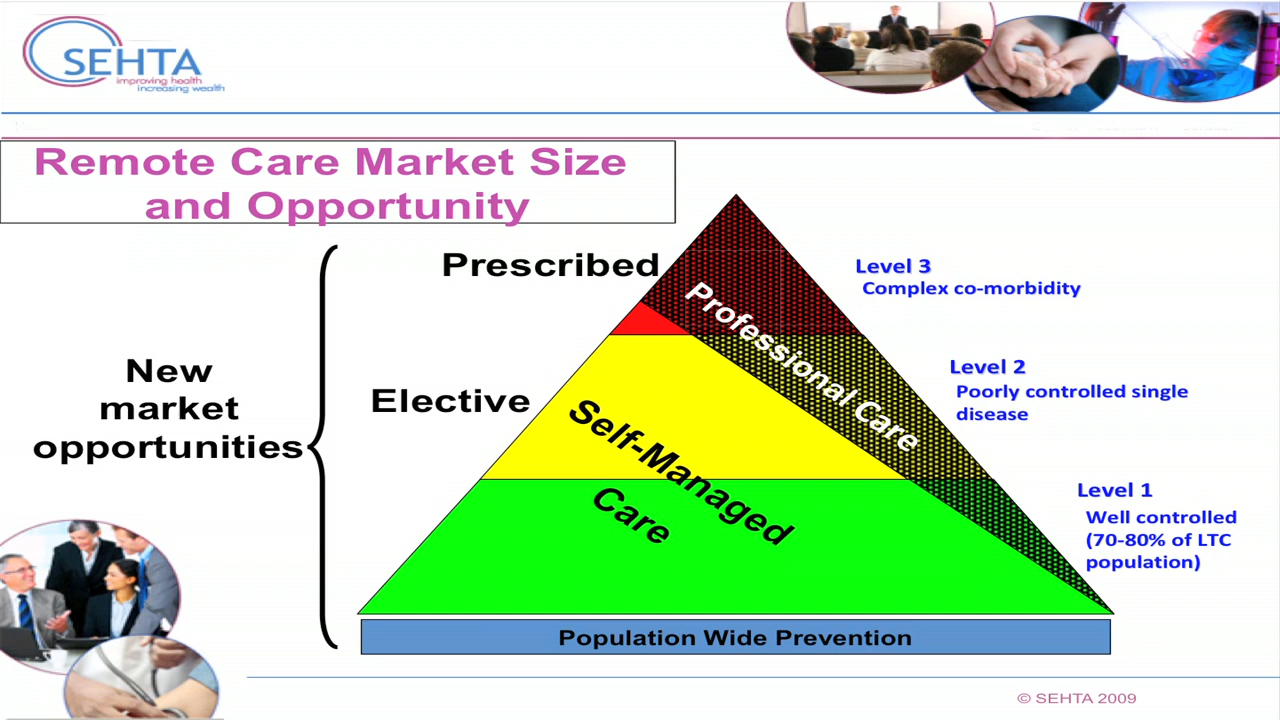 SEHTA
improving health
increasing wealth
Remote Care Market Size
and Opportunity
Prescribed
Level 3
Complex co-morbidity
Professional Care
New
market
opportunities
Elective
Level 2
Poorly controlled single
disease
Self-Managed
Care
Level 1
Well controlled
(70-80% of LTC
population)
Population Wide Prevention
© SEHTA 2009